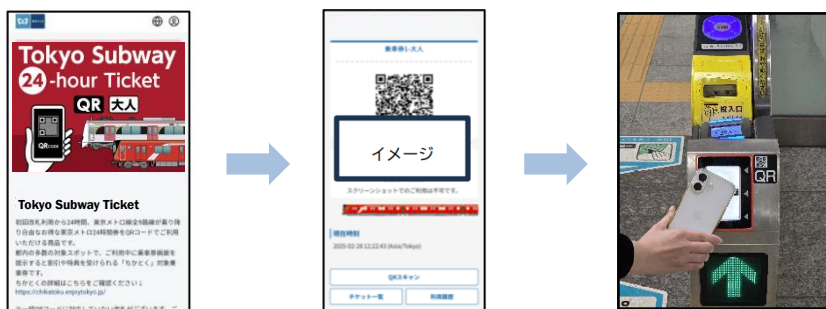 Tokyo Subway
24-hour Ticket
QR 大人
QRCODE
Tokyo Subway Ticket
初回改札利用から24時間、東京メトロ線全9路線が乗り降
り自由なお得な東京メトロ24時間券をQRコードでご利用
いただける商品です。
都内の多数の対象スポットで、ご利用中に乗車券画面を
提示すると割引や特典を受けられる「ちかとく」対象乗
車券です。
ちかとくの詳細はこちらをご確認ください↓
https://chikatoku.enjoytokyo.jp/
乗車券1-大人
イメージ
スクリーンショットでのご利用は不可です。
現在時刻
2025-02-28 12:22:43 (Asia/Tokyo)
QRスキャン
チケット一覧
利用履歴
投入口
QR